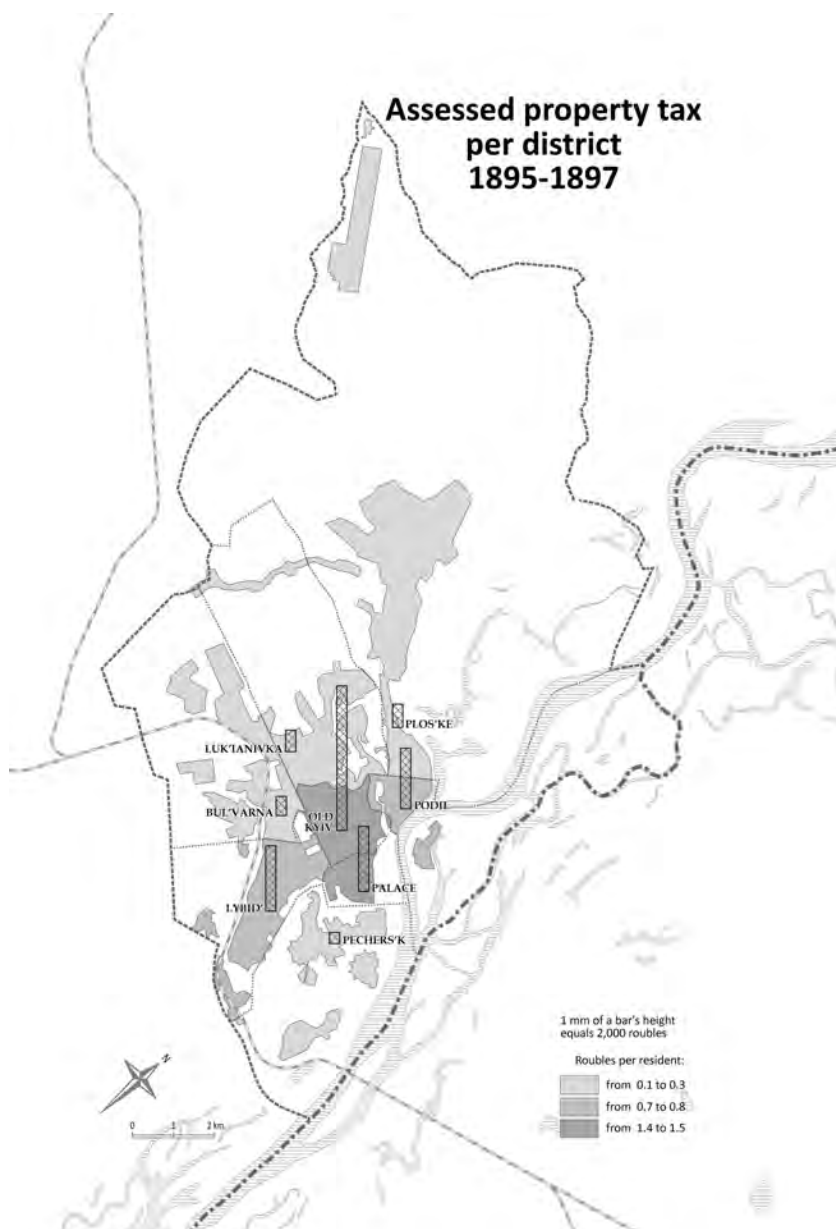 Assessed property tax
per district
1895-1897
PLOS'KE
LUK'IANIVKA
BUL'VARNA
OLD
KYIV
PODIL
LYBID'
PALACE
PECHERS'K
1 mm of a bar's height
equals 2,000 roubles
Roubles per resident:
from 0.1 to 0.3
from 0.7 to 0.8
from 1.4 to 1.5
N
0 1 2 km